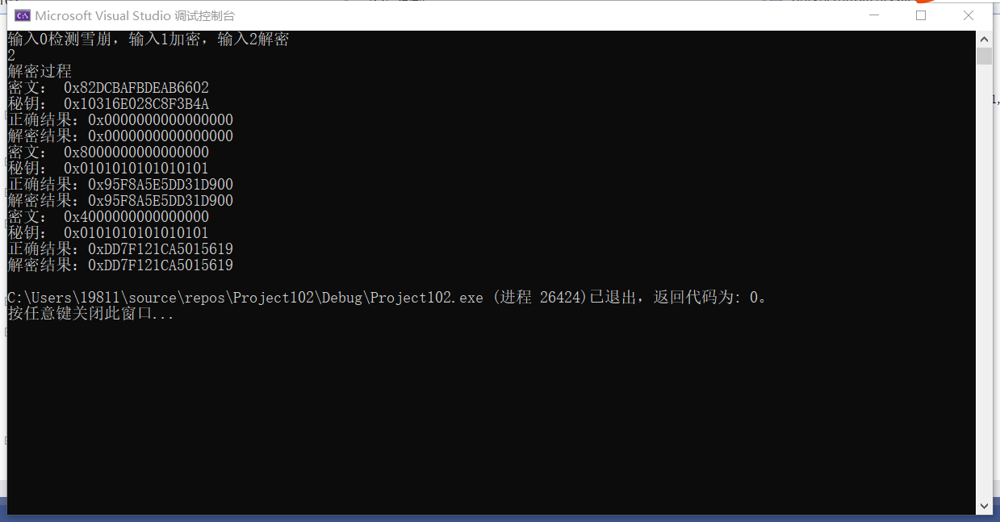 Microsoft Visual Studio 调试控制台
输入0检测雪崩，输入1加密，输入2解密
2
解密过程
密文： 0x82DCBAFBDEAB6602
秘钥： 0x10316E028C8F3B4A
正确结果：0x0000000000000000
解密结果：0x0000000000000000
密文： 0x8000000000000000
秘钥： 0x0101010101010101
正确结果：0x95F8A5E5DD31D900
解密结果：0x95F8A5E5DD31D900
密文： 0x4000000000000000
秘钥： 0x0101010101010101
正确结果：0xDD7F121CA5015619
解密结果：0xDD7F121CA5015619
C:\Users\19811\source\repos\Project102\Debug\Project102.exe (进程 26424)已退出，返回代码为: 0。
按任意键关闭此窗口...